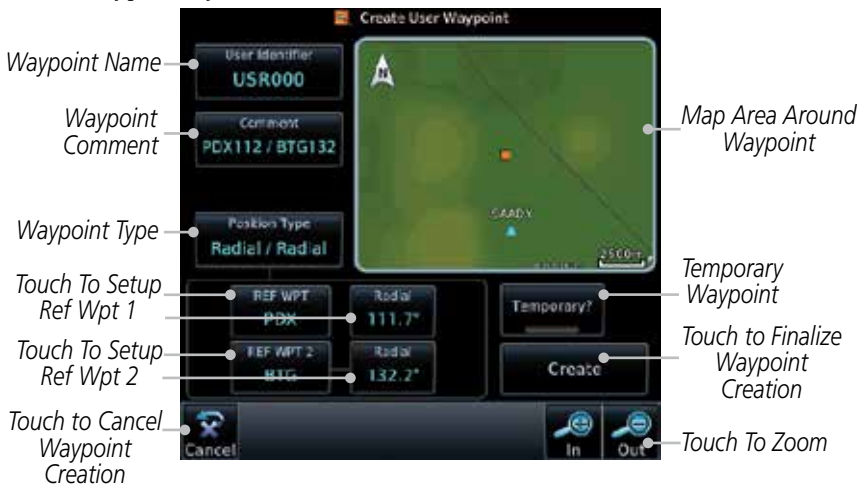 Create User Waypoint
Waypoint Name
User Identifier
USR000
Waypoint
Comment
Comment
PDX112 / BTG132
N
Map Area Around
Waypoint
SAADY
Waypoint Type
Position Type
Radial / Radial
Touch To Setup
Ref Wpt 1
REF WPT
PDX
Radial
111.7°
Temporary?
Temporary
Waypoint
Touch To Setup
Ref Wpt 2
REF WPT 2
BTG
Radial
132.2°
Create
Touch to Finalize
Waypoint
Creation
Touch to Cancel
Waypoint
Creation
Cancel
In
Out
Touch To Zoom